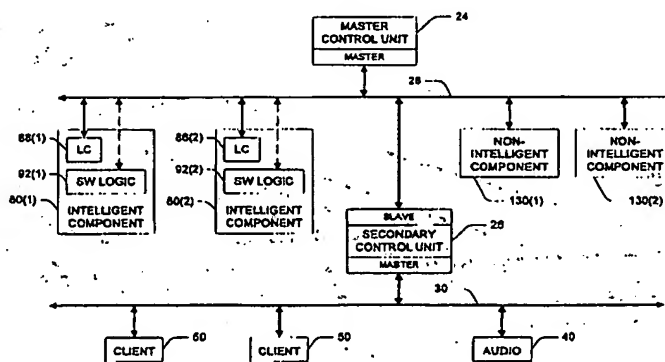 MASTER
CONTROL UNIT
MASTER
24
28
88(1)
LC
92(1)
SW LOGIC
80(1)
INTELLIGENT
COMPONENT
88(2)
LC
92(2)
SW LOGIC
80(2)
INTELLIGENT
COMPONENT
NON-
INTELLIGENT
COMPONENT
130(1)
NON-
INTELLIGENT
COMPONENT
130(2)
SLAVE
SECONDARY
CONTROL UNIT
MASTER
26
30
CLIENT
50
CLIENT
50
AUDIO
40